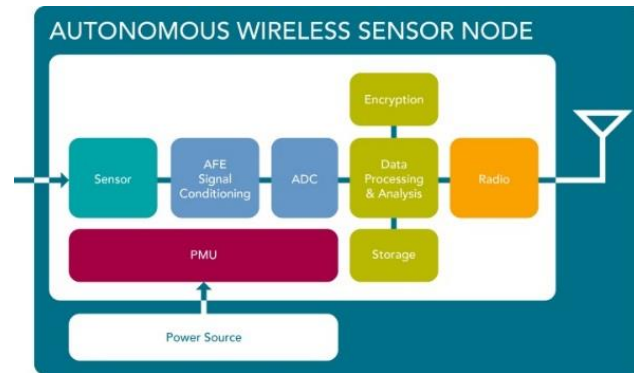 AUTONOMOUS WIRELESS SENSOR NODE
Encryption
Sensor
AFE
Signal
Conditioning
ADC
Data
Processing
& Analysis
Radio
PMU
Storage
Power Source